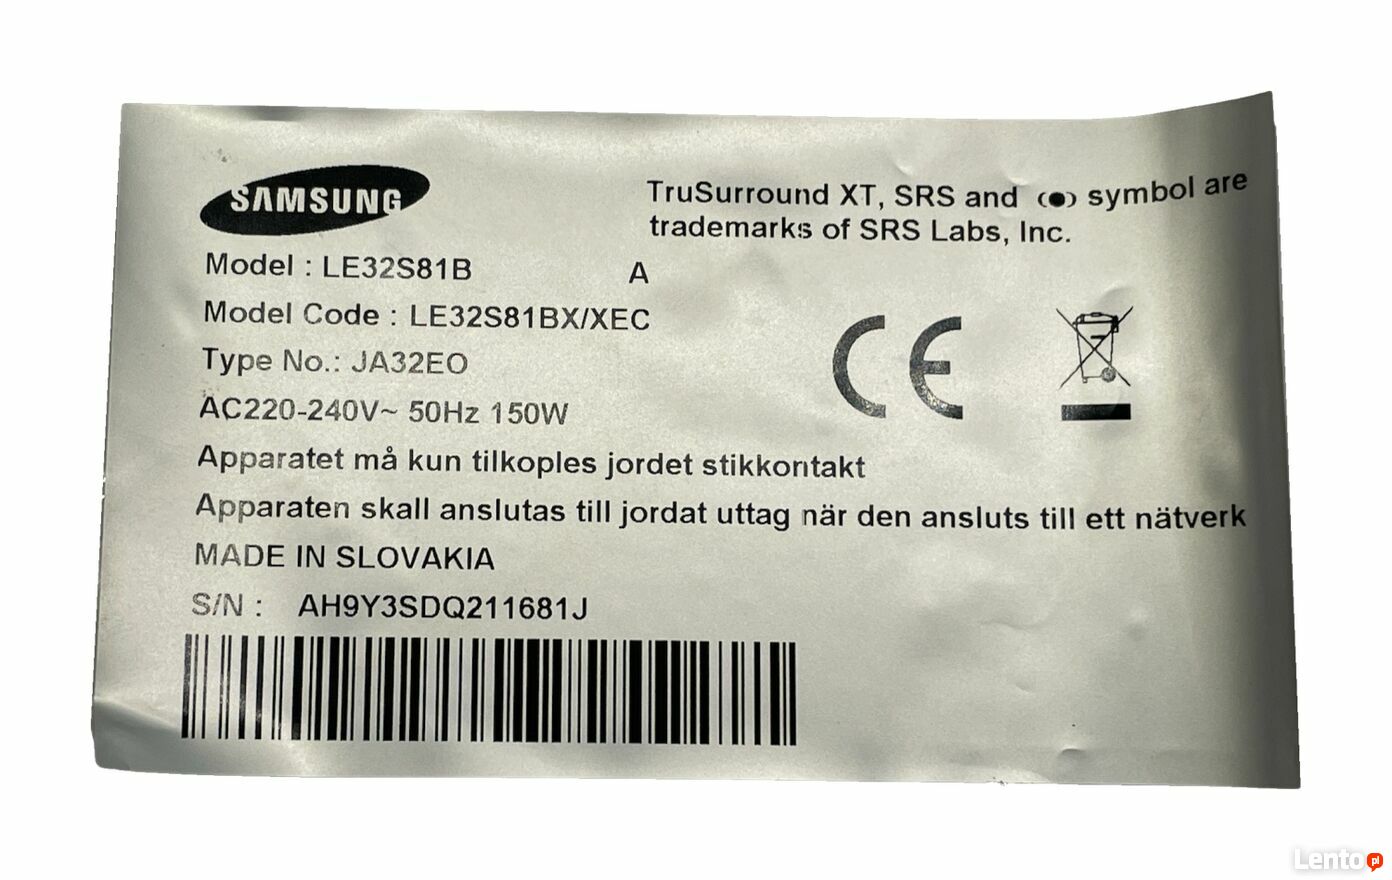 SAMSUNG
TruSurround XT, SRS and (●) symbol are
trademarks of SRS Labs, Inc.
Model : LE32S81B A
Model Code : LE32S81BX/XEC
Type No.: JA32EO
AC220-240V~ 50Hz 150W
Apparatet må kun tilkoples jordet stikkontakt
Apparaten skall anslutas till jordat uttag när den ansluts till ett nätverk
MADE IN SLOVAKIA
S/N : AH9Y3SDQ211681J
CE
7
Lento pl